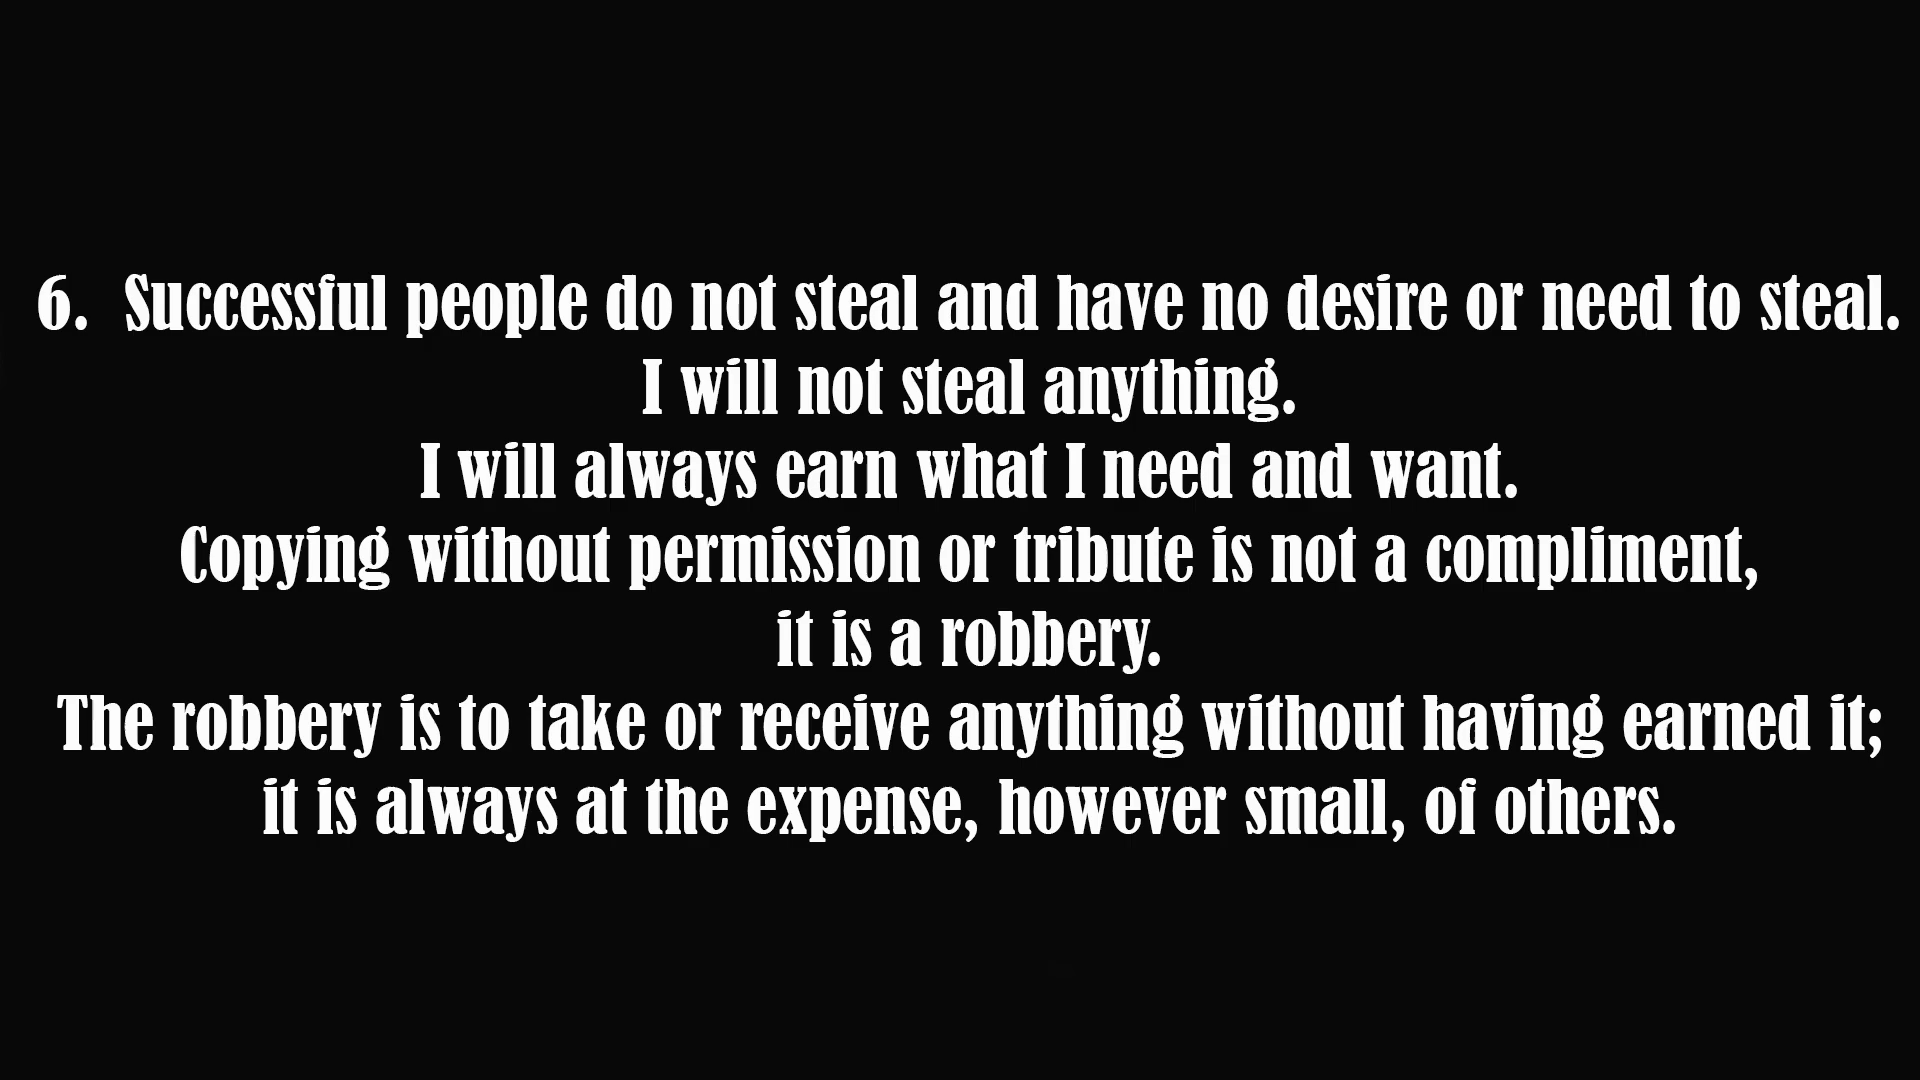 6.  Successful people do not steal and have no desire or need to steal.
I will not steal anything.
I will always earn what I need and want.
Copying without permission or tribute is not a compliment,
it is a robbery.
The robbery is to take or receive anything without having earned it;
it is always at the expense, however small, of others.